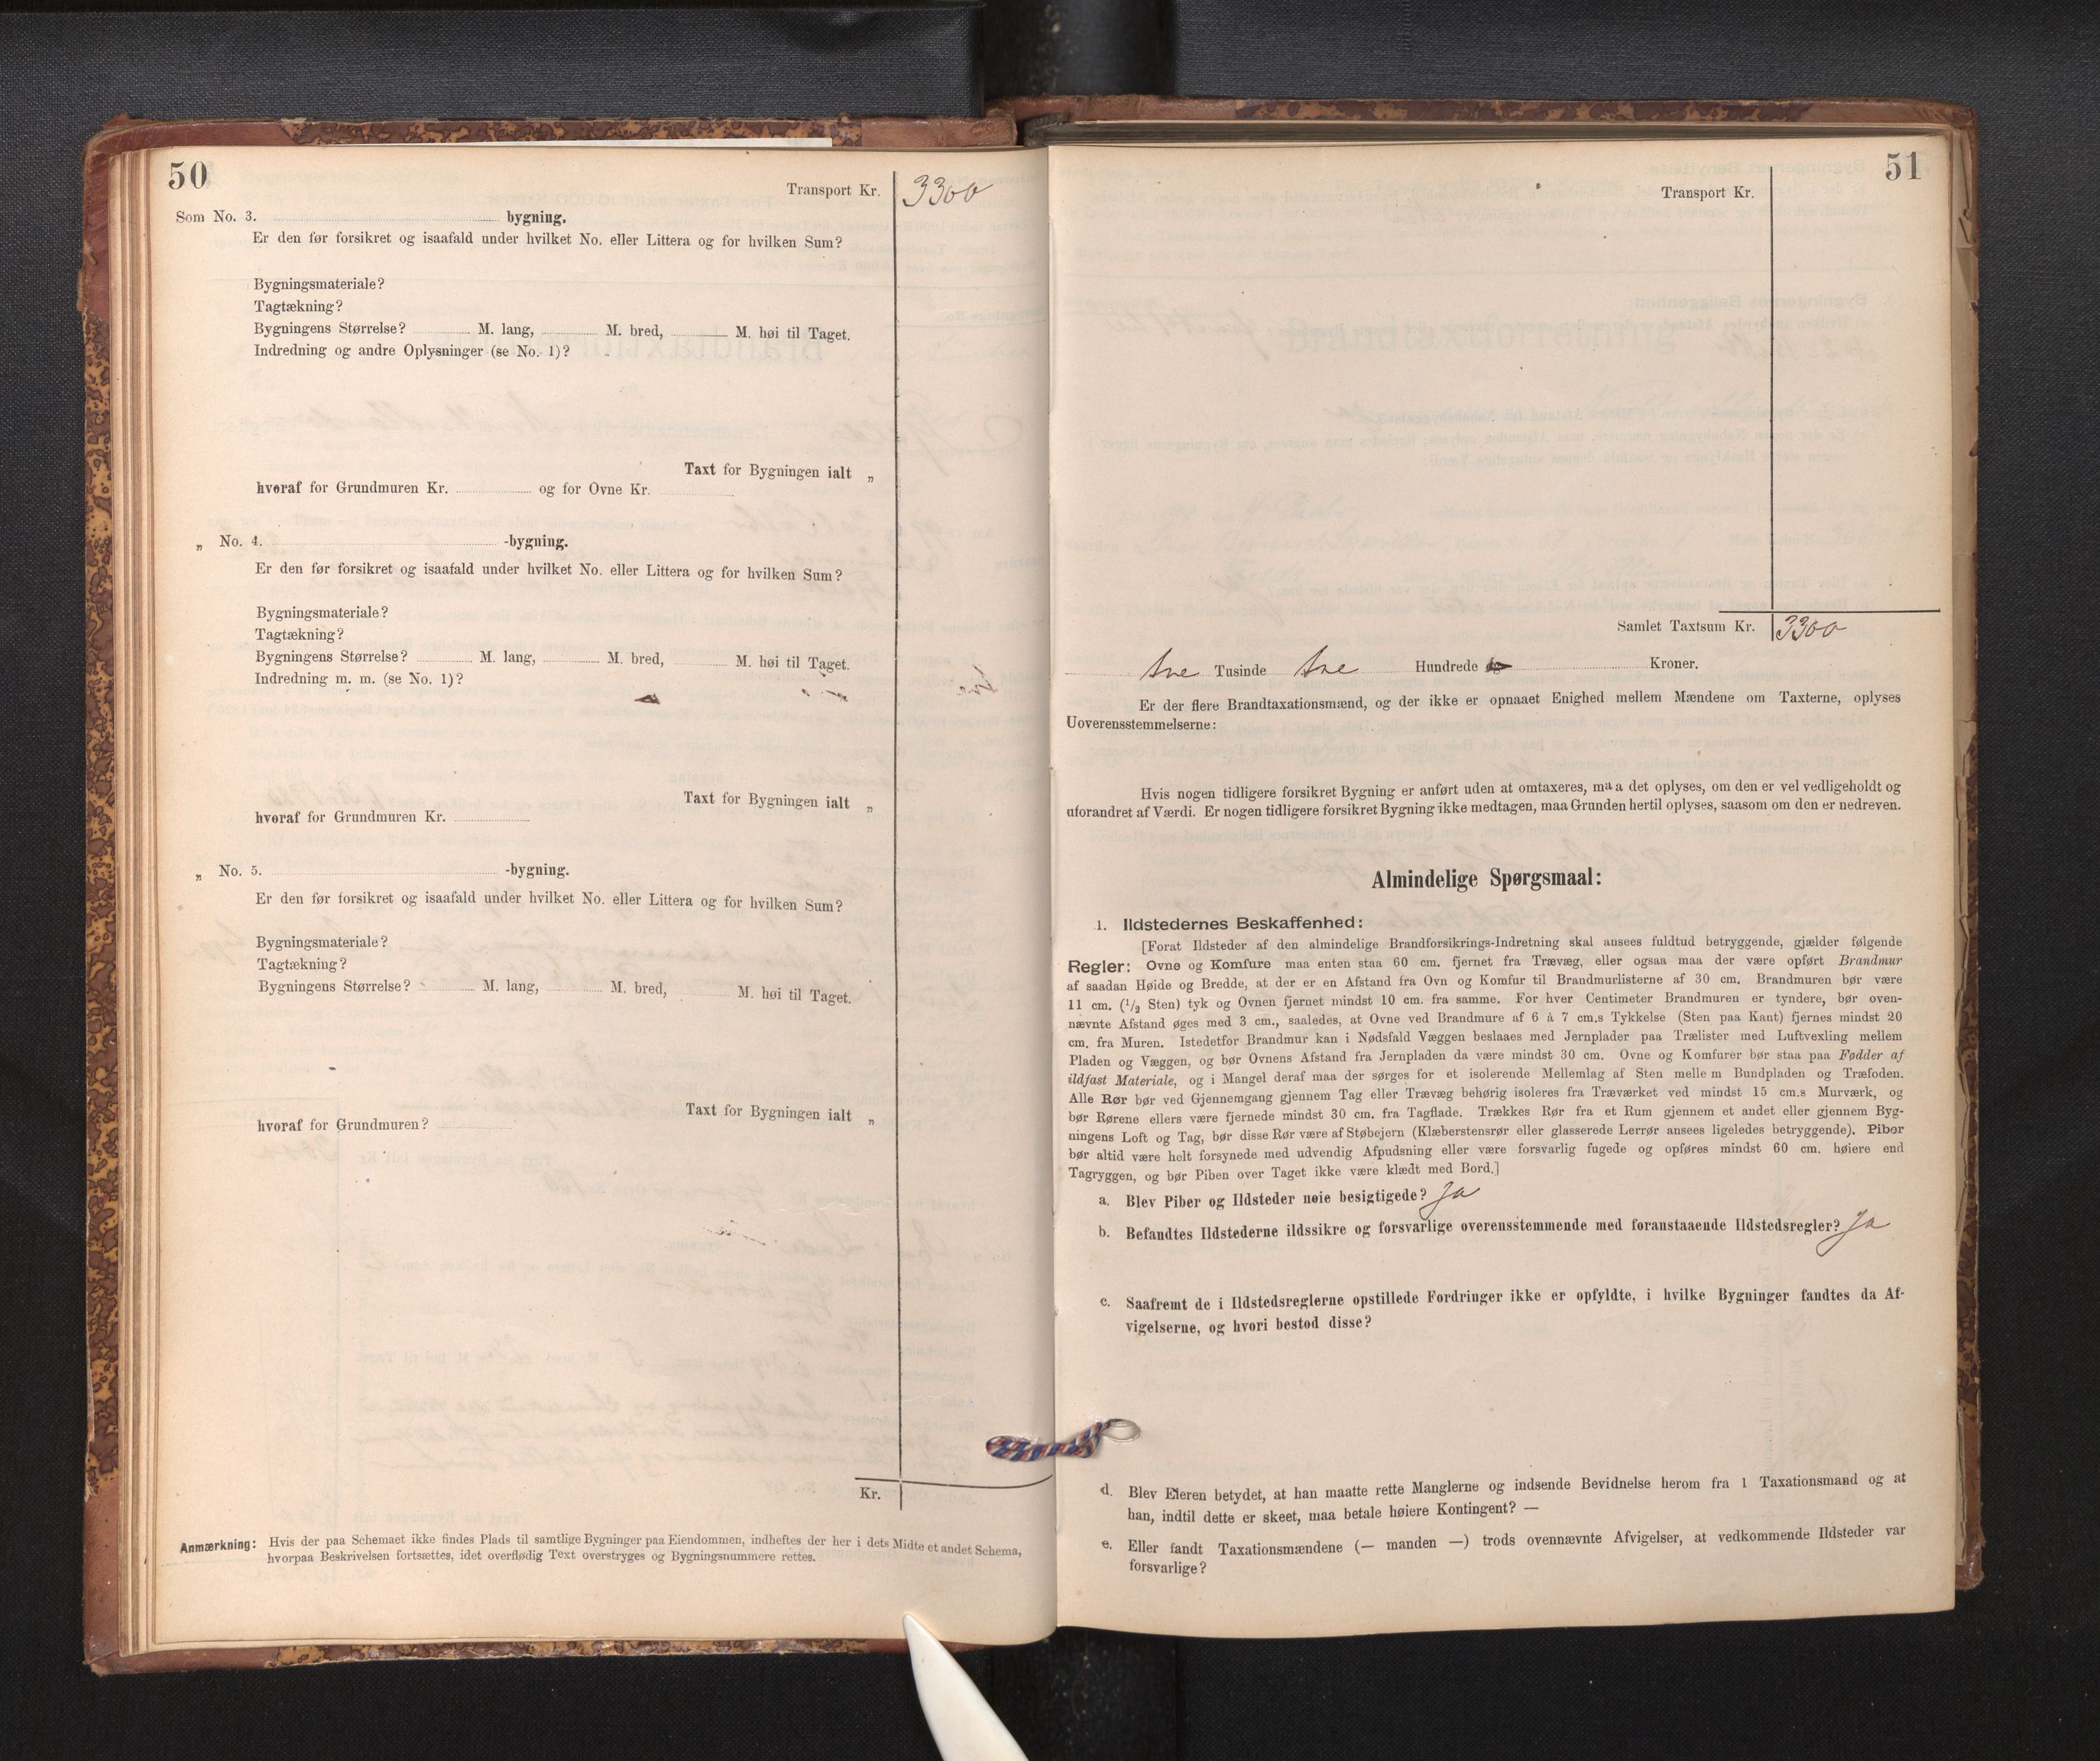 50
Transport Kr. 3300
Som No. 3. bygning.
Er den før forsikret og isaafald under hvilket No. eller Littera og for hvilken Sum?
Bygningsmateriale?
Tagtækning?
Bygningens Størrelse? M. lang, M. bred, M. høi til Taget.
Indredning og andre Oplysninger (se No. 1)?
Taxt for Bygningen ialt „
hvoraf for Grundmuren Kr. og for Ovne Kr.
„ No. 4. -bygning.
Er den før forsikret og isaafald under hvilket No. eller Littera og for hvilken Sum?
Bygningsmateriale?
Tagtækning?
Bygningens Størrelse? M. lang, M. bred, M. høi til Taget.
Indredning m. m. (se No. 1)?
Taxt for Bygningen ialt „
hvoraf for Grundmuren Kr.
„ No. 5. -bygning.
Er den før forsikret og isaafald under hvilket No. eller Littera og for hvilken Sum?
Bygningsmateriale?
Tagtækning?
Bygningens Størrelse? M. lang, M. bred, M. høi til Taget.
Taxt for Bygningen ialt „
hvoraf for Grundmuren?
Kr.
Anmærkning: Hvis der paa Schemaet ikke findes Plads til samtlige Bygninger paa Eiendommen, indheftes der her i dets Midte et andet Schema,
hvorpaa Beskrivelsen fortsættes, idet overflødig Text overstryges og Bygningsnummere rettes.
51
Transport Kr.
Samlet Taxtsum Kr. 3300
tre Tusinde tre Hundrede Kroner.
Er der flere Brandtaxationsmænd, og der ikke er opnaaet Enighed mellem Mændene om Taxterne, oplyses
Uoverensstemmelserne:
Hvis nogen tidligere forsikret Bygning er anført uden at omtaxeres, maa det oplyses, om den er vel vedligeholdt og
uforandret af Værdi. Er nogen tidligere forsikret Bygning ikke medtagen, maa Grunden hertil oplyses, saasom om den er nedreven.
Almindelige Spørgsmaal:
1. Ildstedernes Beskaffenhed:
[Forat Ildsteder af den almindelige Brandforsikrings-Indretning skal ansees fuldtud betryggende, gjælder følgende
Regler: Ovne og Komfure maa enten staa 60 cm. fjernet fra Trævæg, eller ogsaa maa der være opført Brandmur
af saadan Høide og Bredde, at der er en Afstand fra Ovn og Komfur til Brandmurlisterne af 30 cm. Brandmuren bør være
11 cm. (1/2 Sten) tyk og Ovnen fjernet mindst 10 cm. fra samme. For hver Centimeter Brandmuren er tyndere, bør oven-
nævnte Afstand øges med 3 cm., saaledes, at Ovne ved Brandmure af 6 à 7 cm.s Tykkelse (Sten paa Kant) fjernes mindst 20
cm. fra Muren. Istedetfor Brandmur kan i Nødsfald Væggen beslaaes med Jernplader paa Trælister med Luftvexling mellem
Pladen og Væggen, og bør Ovnens Afstand fra Jernpladen da være mindst 30 cm. Ovne og Komfurer bør staa paa Fødder af
ildfast Materiale, og i Mangel deraf maa der sørges for et isolerende Mellemlag af Sten mellem Bundpladen og Træfoden.
Alle Rør bør ved Gjennemgang gjennem Tag eller Trævæg behørig isoleres fra Træværket ved mindst 15 cm.s Murværk, og
bør Rørene ellers være fjernede mindst 30 cm. fra Tagflade. Trækkes Rør fra et Rum gjennem et andet eller gjennem Byg-
ningens Loft og Tag, bør disse Rør være af Støbejern (Klæberstensrør eller glasserede Lerrør ansees ligeledes betryggende). Piber
bør altid være helt forsynede med udvendig Afpudsning eller være forsvarlig fugede og opføres mindst 60 cm. høiere end
Tagryggen, og bør Piben over Taget ikke være klædt med Bord.]
a. Blev Piber og Ildsteder nøie besigtigede? Ja
b. Befandtes Ildstederne ildssikre og forsvarlige overensstemmende med foranstaaende Ildstedsregler? Ja
c. Saafremt de i Ildstedsreglerne opstillede Fordringer ikke er opfyldte, i hvilke Bygninger fandtes da Af-
vigelserne, og hvori bestod disse?
d. Blev Eieren betydet, at han maatte rette Manglerne og indsende Bevidnelse herom fra 1 Taxationsmand og at
han, indtil dette er skeet, maa betale høiere Kontingent? —
e. Eller fandt Taxationsmændene (— manden —) trods ovennævnte Afvigelser, at vedkommende Ildsteder var
forsvarlige?